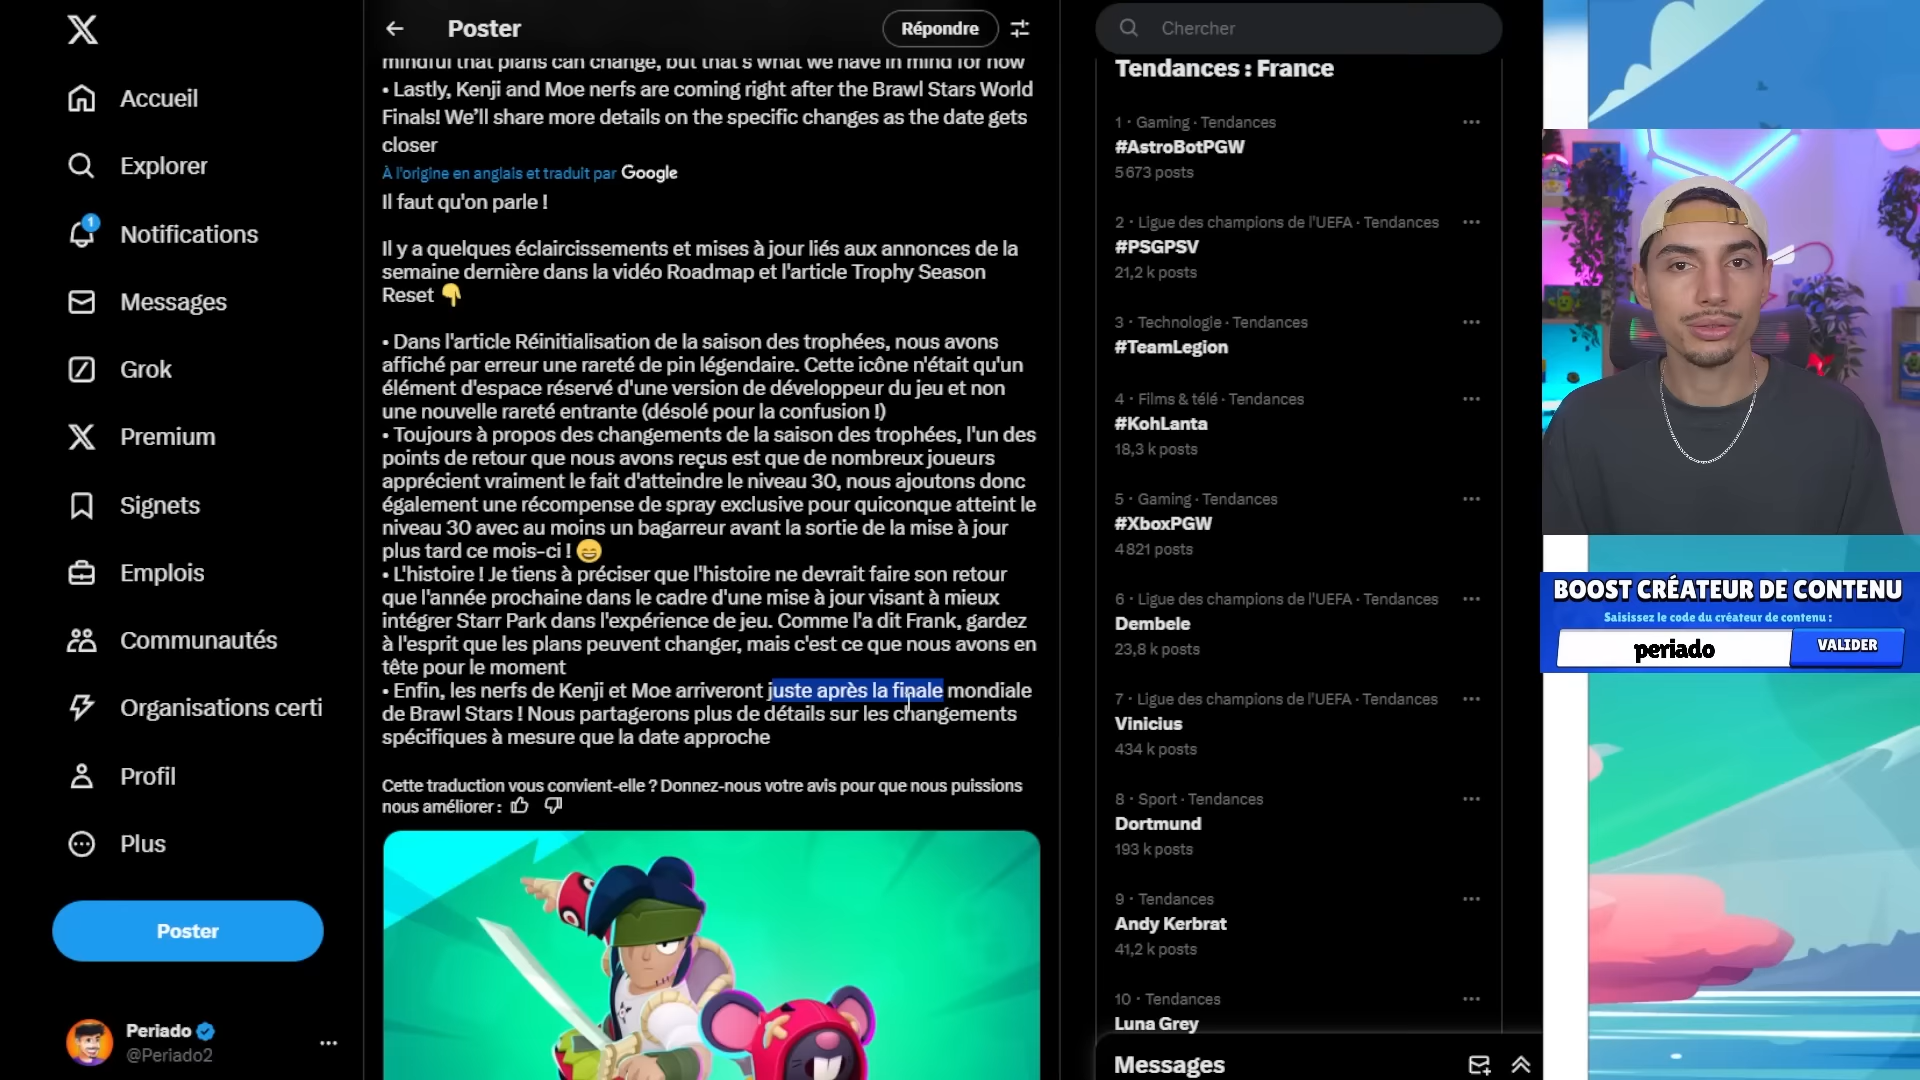 Accueil
Explorer
1
Notifications
Messages
Grok
Premium
Signets
Emplois
Communautés
Organisations certi
Profil
Plus
Poster
Periado
@Periado2
Poster
Répondre
mindful that plans can change, but that's what we have in mind for now
• Lastly, Kenji and Moe nerfs are coming right after the Brawl Stars World
Finals! We'll share more details on the specific changes as the date gets
closer
À l'origine en anglais et traduit par Google
Il faut qu'on parle !
Il y a quelques éclaircissements et mises à jour liés aux annonces de la
semaine dernière dans la vidéo Roadmap et l'article Trophy Season
Reset 👇
• Dans l'article Réinitialisation de la saison des trophées, nous avons
affiché par erreur une rareté de pin légendaire. Cette icône n'était qu'un
élément d'espace réservé d'une version de développeur du jeu et non
une nouvelle rareté entrante (désolé pour la confusion !)
• Toujours à propos des changements de la saison des trophées, l'un des
points de retour que nous avons reçus est que de nombreux joueurs
apprécient vraiment le fait d'atteindre le niveau 30, nous ajoutons donc
également une récompense de spray exclusive pour quiconque atteint le
niveau 30 avec au moins un bagarreur avant la sortie de la mise à jour
plus tard ce mois-ci ! 😄
• L'histoire ! Je tiens à préciser que l'histoire ne devrait faire son retour
que l'année prochaine dans le cadre d'une mise à jour visant à mieux
intégrer Starr Park dans l'expérience de jeu. Comme l'a dit Frank, gardez
à l'esprit que les plans peuvent changer, mais c'est ce que nous avons en
tête pour le moment
• Enfin, les nerfs de Kenji et Moe arriveront juste après la finale mondiale
de Brawl Stars ! Nous partagerons plus de détails sur les changements
spécifiques à mesure que la date approche
Cette traduction vous convient-elle ? Donnez-nous votre avis pour que nous puissions
nous améliorer :
Chercher
Tendances : France
1 · Gaming · Tendances
#AstroBotPGW
5 673 posts
2 · Ligue des champions de l'UEFA · Tendances
#PSGPSV
21,2 k posts
3 · Technologie · Tendances
#TeamLegion
4 · Films & télé · Tendances
#KohLanta
18,3 k posts
5 · Gaming · Tendances
#XboxPGW
4 821 posts
6 · Ligue des champions de l'UEFA · Tendances
Dembele
23,8 k posts
7 · Ligue des champions de l'UEFA · Tendances
Vinicius
434 k posts
8 · Sport · Tendances
Dortmund
193 k posts
9 · Tendances
Andy Kerbrat
41,2 k posts
10 · Tendances
Luna Grey
Messages
BOOST CRÉATEUR DE CONTENU
Saisissez le code du créateur de contenu :
periado
VALIDER